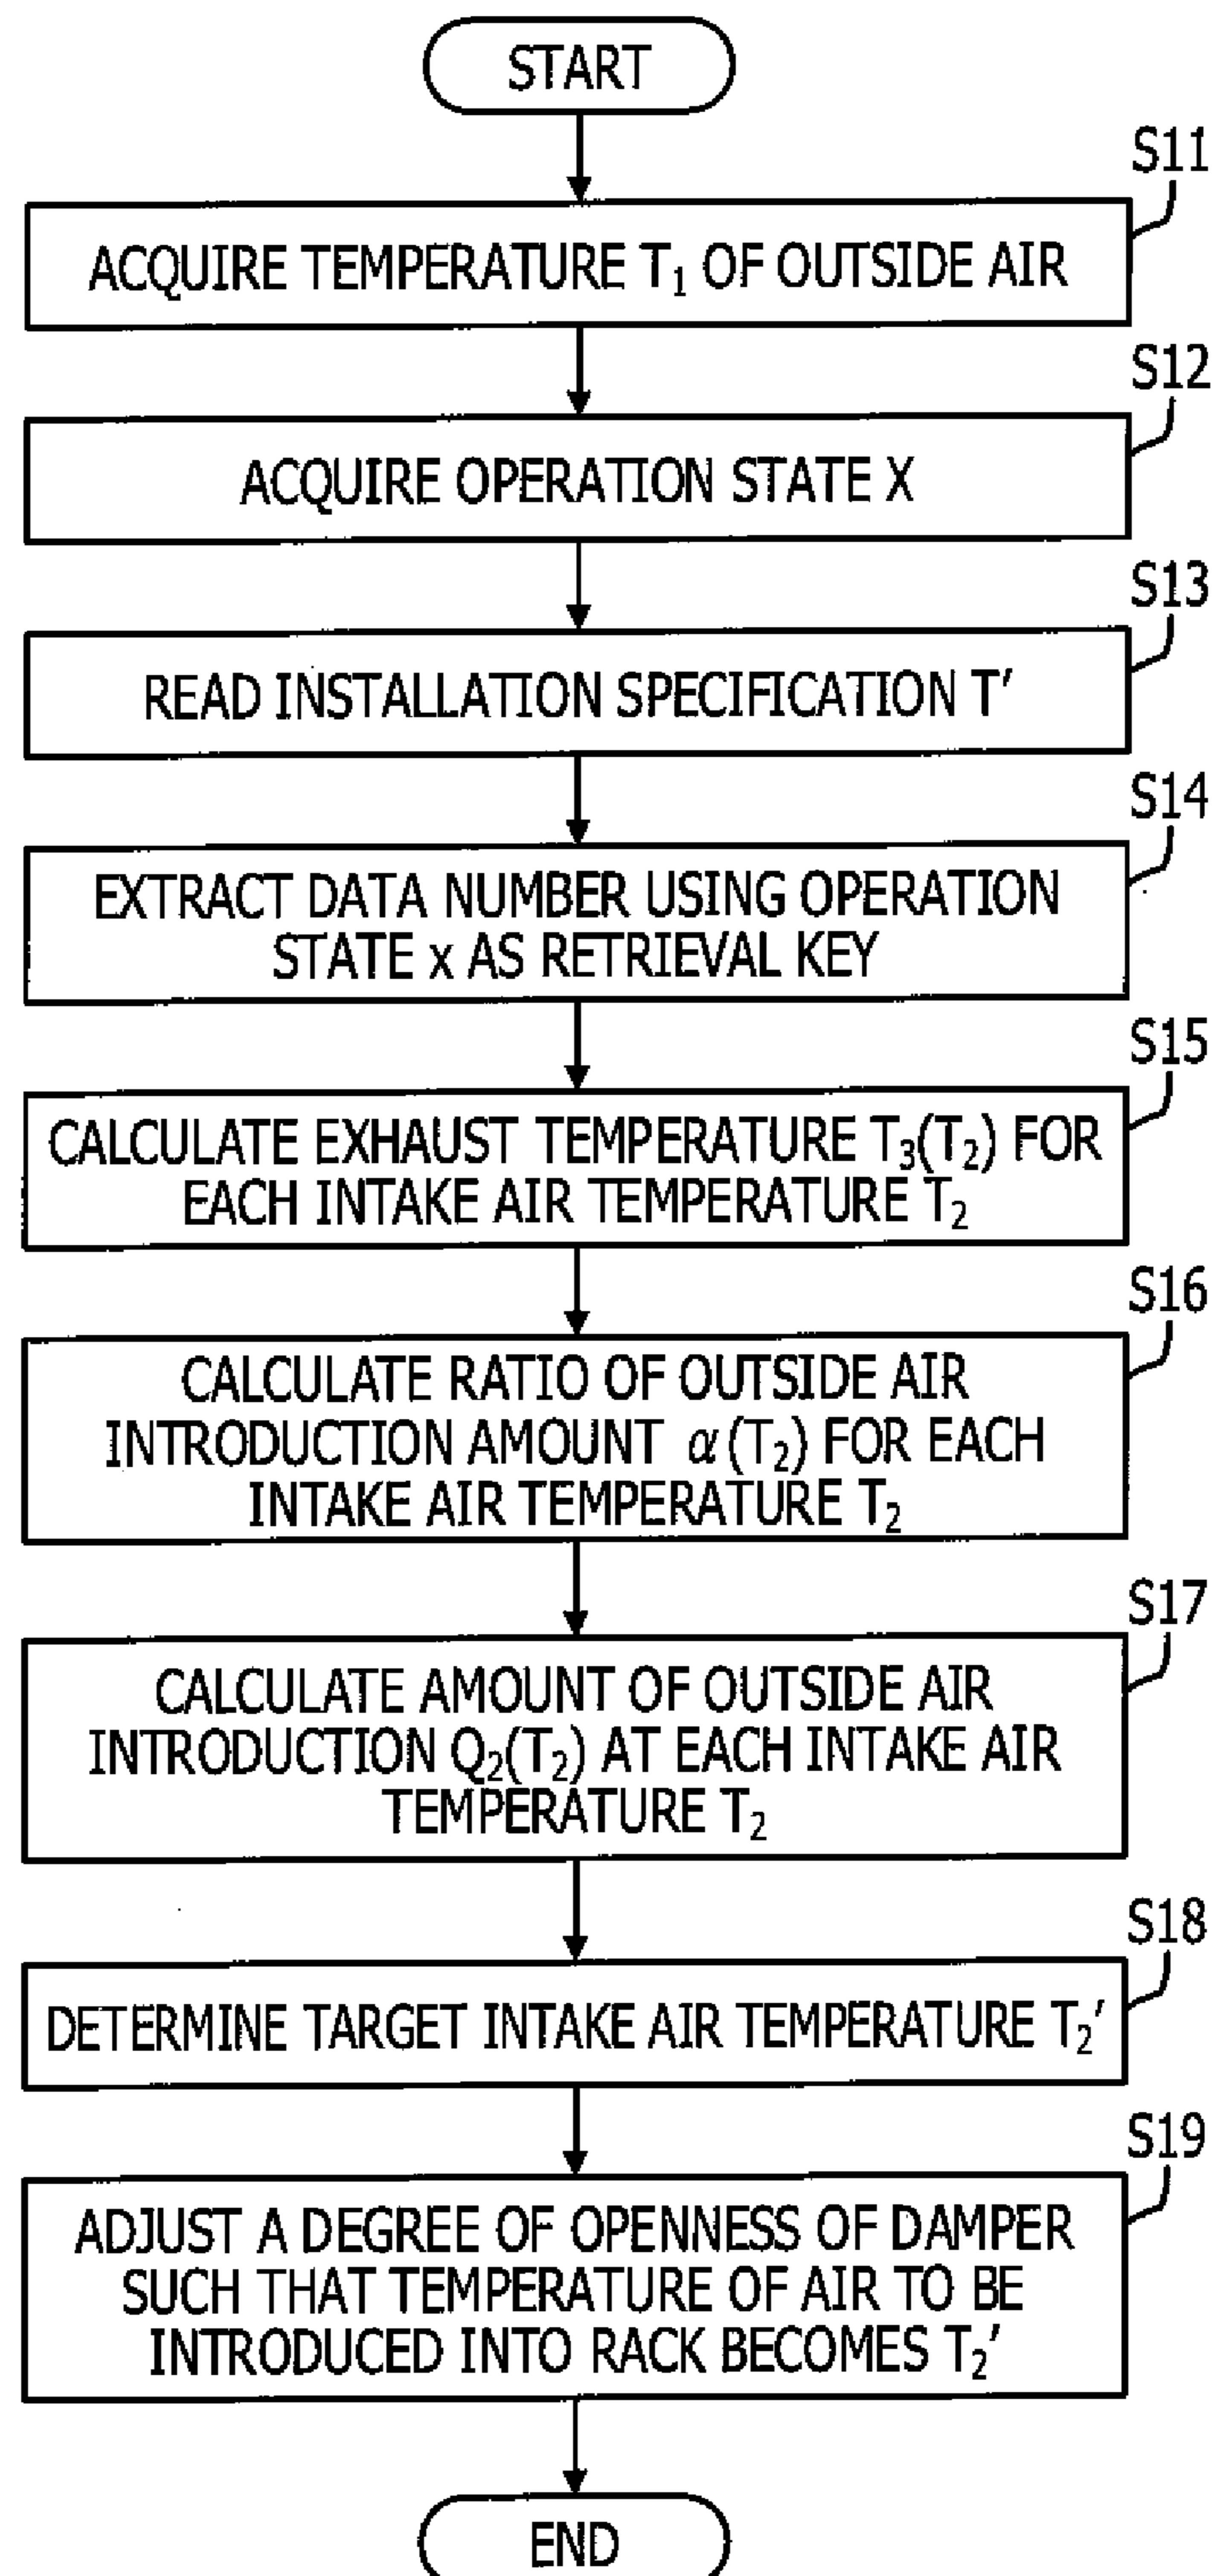 START
S11
ACQUIRE TEMPERATURE T₁ OF OUTSIDE AIR
S12
ACQUIRE OPERATION STATE X
S13
READ INSTALLATION SPECIFICATION T′
S14
EXTRACT DATA NUMBER USING OPERATION
STATE x AS RETRIEVAL KEY
S15
CALCULATE EXHAUST TEMPERATURE T₃(T₂) FOR
EACH INTAKE AIR TEMPERATURE T₂
S16
CALCULATE RATIO OF OUTSIDE AIR
INTRODUCTION AMOUNT α(T₂) FOR EACH
INTAKE AIR TEMPERATURE T₂
S17
CALCULATE AMOUNT OF OUTSIDE AIR
INTRODUCTION Q₂(T₂) AT EACH INTAKE AIR
TEMPERATURE T₂
S18
DETERMINE TARGET INTAKE AIR TEMPERATURE T₂′
S19
ADJUST A DEGREE OF OPENNESS OF DAMPER
SUCH THAT TEMPERATURE OF AIR TO BE
INTRODUCED INTO RACK BECOMES T₂′
END